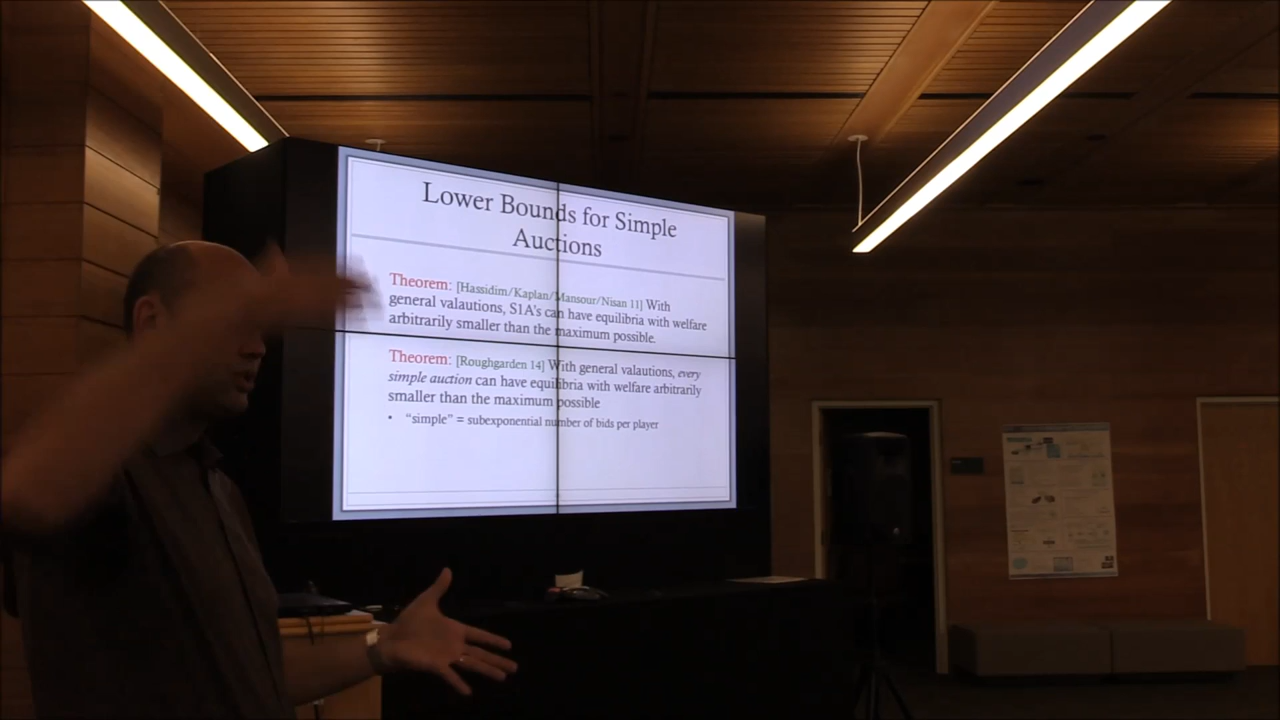 Lower Bounds for Simple
Auctions
Theorem: [Hassidim/Kaplan/Mansour/Nisan 11] With
general valautions, S1A's can have equilibria with welfare
arbitrarily smaller than the maximum possible.
Theorem: [Roughgarden 14] With general valautions, every
simple auction can have equilibria with welfare arbitrarily
smaller than the maximum possible
• "simple" = subexponential number of bids per player